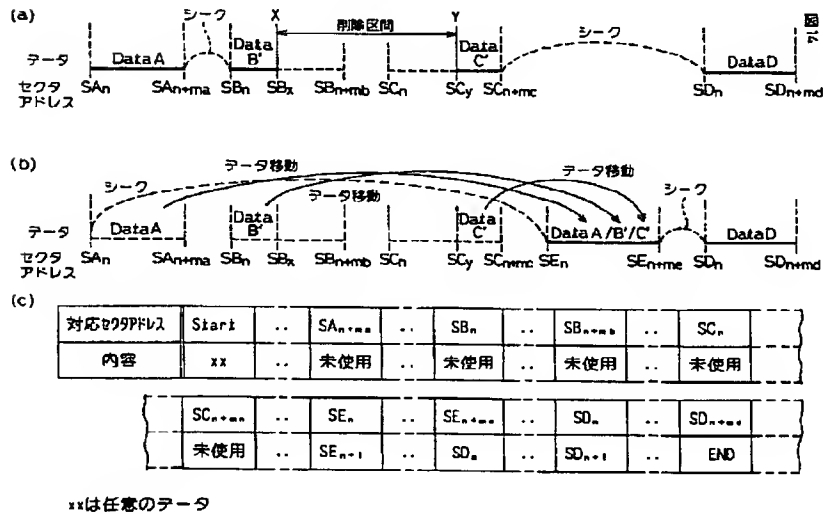 図14
(a)
シーク
X
削除区間
Y
シーク
データ
DataA
Data
B'
Data
C'
DataD
セクタ
アドレス
SAn
SAn+ma
SBn
SBx
SBn+mb
SCn
SCy
SCn+mc
SDn
SDn+md
(b)
シーク
データ移動
データ移動
データ移動
シーク
データ
DataA
Data
B'
Data
C'
DataA/B'/C'
DataD
セクタ
アドレス
SAn
SAn+ma
SBn
SBx
SBn+mb
SCn
SCy
SCn+mc
SEn
SEn+me
SDn
SDn+md
(c)
対応セクタアドレス Start .. SAn+ma .. SBn .. SBn+mb .. SCn
内容 xx .. 未使用 .. 未使用 .. 未使用 .. 未使用
.. SEn .. .. SDn ..
未使用 .. SEn+1 .. .. SDn+1 .. END
xxは任意のデータ